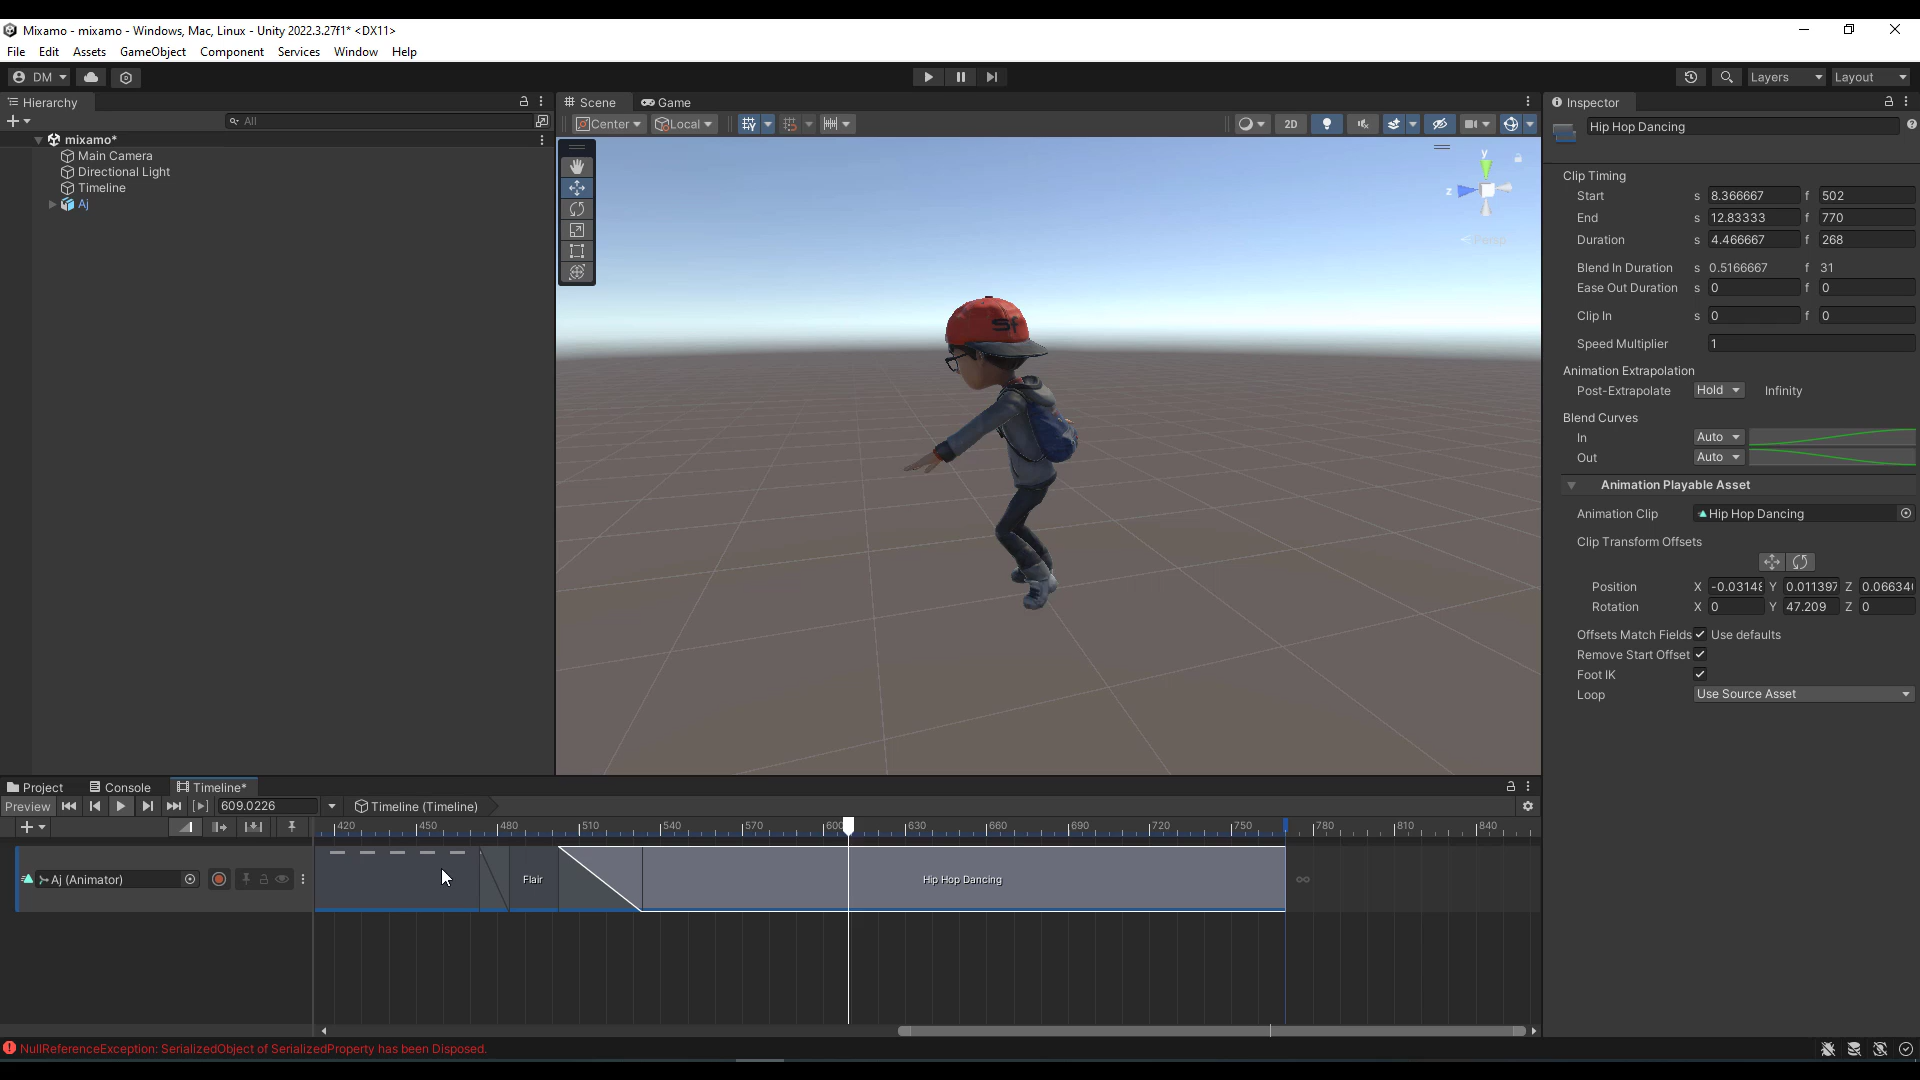 Mixamo - mixamo - Windows, Mac, Linux - Unity 2022.3.27f1* <DX11>
File Edit Assets GameObject Component Services Window Help
DM
Layers Layout
Hierarchy
All
mixamo*
Main Camera
Directional Light
Timeline
Aj
Scene Game
Center Local
2D
Sf
y
z
Persp
Inspector
Hip Hop Dancing
Clip Timing
Start s 8.366667 f 502
End s 12.83333 f 770
Duration s 4.466667 f 268
Blend In Duration s 0.5166667 f 31
Ease Out Duration s 0 f 0
Clip In s 0 f 0
Speed Multiplier 1
Animation Extrapolation
Post-Extrapolate Hold Infinity
Blend Curves
In Auto
Out Auto
Animation Playable Asset
Animation Clip Hip Hop Dancing
Clip Transform Offsets
Position X -0.03148 Y 0.011397 Z 0.06634
Rotation X 0 Y 47.209 Z 0
Offsets Match Fields Use defaults
Remove Start Offset
Foot IK
Loop Use Source Asset
Project Console Timeline*
Preview 609.0226 Timeline (Timeline)
420 450 480 510 540 570 600 630 660 690 720 750 780 810 840
Aj (Animator) Flair Hip Hop Dancing
NullReferenceException: SerializedObject of SerializedProperty has been Disposed.